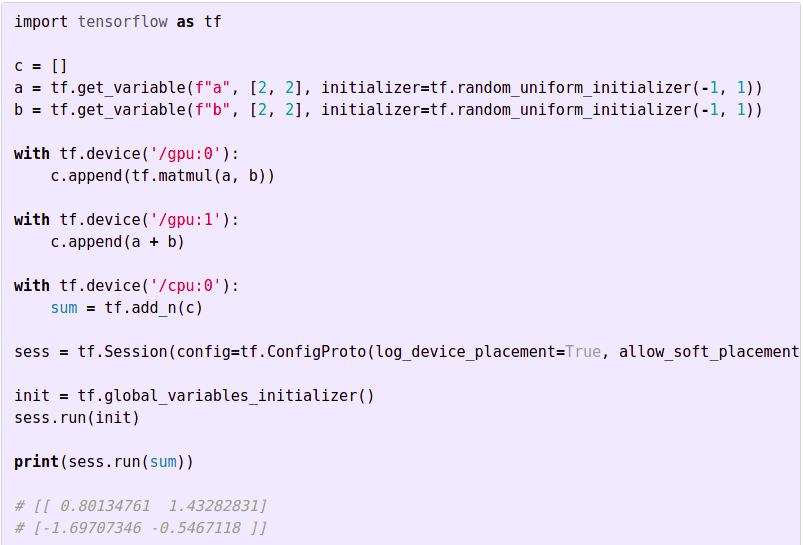 import tensorflow as tf
c = []
a = tf.get_variable(f"a", [2, 2], initializer=tf.random_uniform_initializer(-1, 1))
b = tf.get_variable(f"b", [2, 2], initializer=tf.random_uniform_initializer(-1, 1))
with tf.device('/gpu:0'):
    c.append(tf.matmul(a, b))
with tf.device('/gpu:1'):
    c.append(a + b)
with tf.device('/cpu:0'):
    sum = tf.add_n(c)
sess = tf.Session(config=tf.ConfigProto(log_device_placement=True, allow_soft_placement
init = tf.global_variables_initializer()
sess.run(init)
print(sess.run(sum))
# [[ 0.80134761  1.43282831]
# [-1.69707346 -0.5467118 ]]